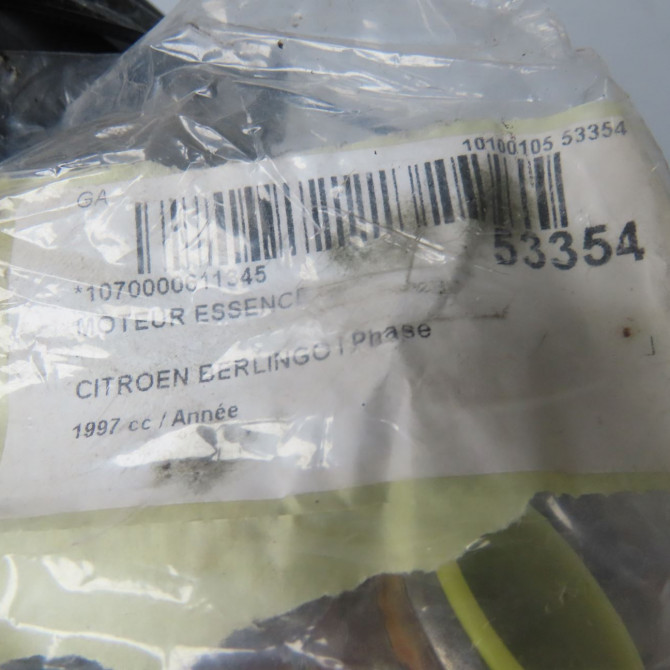 10100105 53354
GA
53354
*1070000011345
MOTEUR ESSENCE
CITROEN BERLINGO I Phase
1997 cc / Année